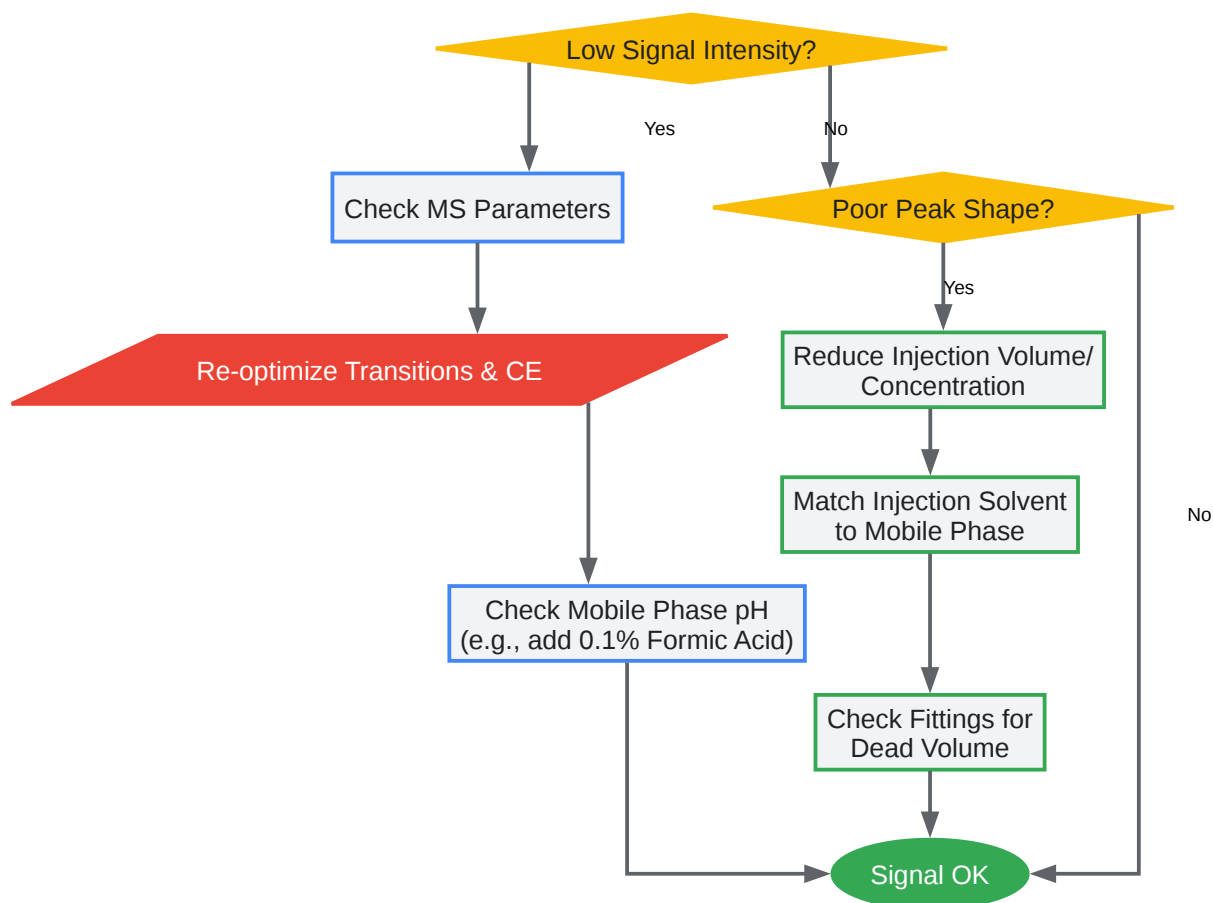 Low Signal Intensity?
Yes
No
Check MS Parameters
Poor Peak Shape?
Yes
Re-optimize Transitions & CE
Reduce Injection Volume/
Concentration
Match Injection Solvent
to Mobile Phase
No
Check Mobile Phase pH
(e.g., add 0.1% Formic Acid)
Check Fittings for
Dead Volume
Signal OK